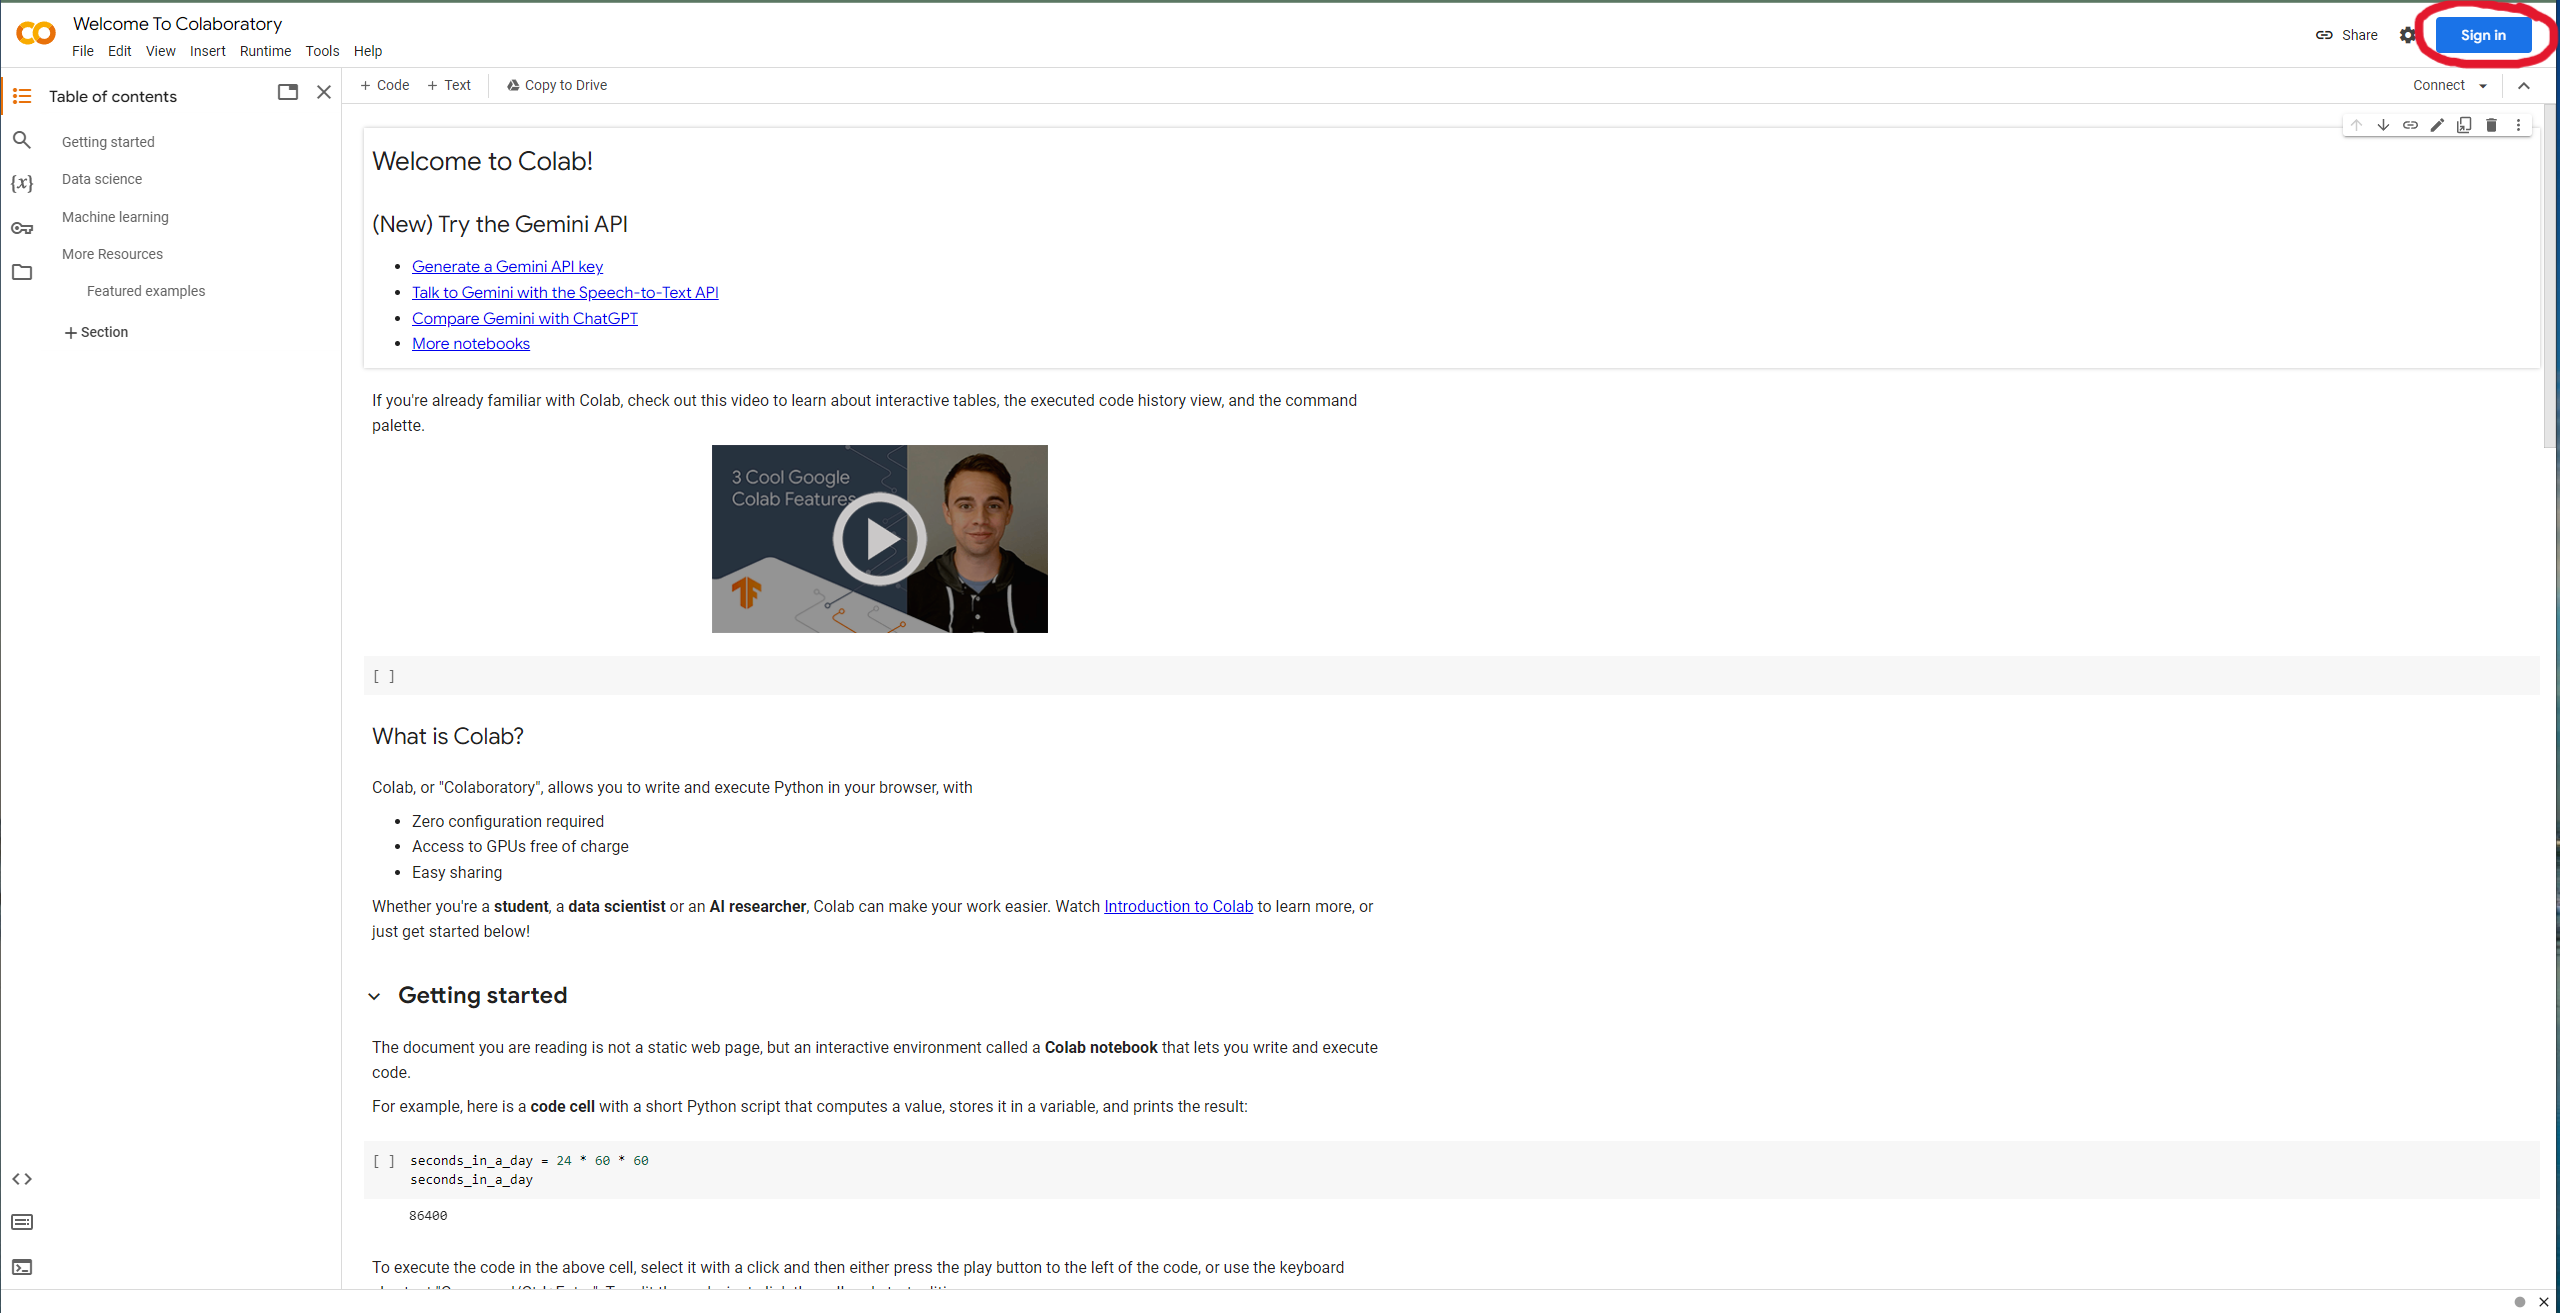 Welcome To Colaboratory
File Edit View Insert Runtime Tools Help
Share
Sign in
Table of contents
Getting started
Data science
Machine learning
More Resources
Featured examples
+ Section
+ Code + Text Copy to Drive
Connect
Welcome to Colab!
(New) Try the Gemini API
• Generate a Gemini API key
• Talk to Gemini with the Speech-to-Text API
• Compare Gemini with ChatGPT
• More notebooks
If you're already familiar with Colab, check out this video to learn about interactive tables, the executed code history view, and the command
palette.
3 Cool Google
Colab Features
[ ]
What is Colab?
Colab, or "Colaboratory", allows you to write and execute Python in your browser, with
• Zero configuration required
• Access to GPUs free of charge
• Easy sharing
Whether you're a student, a data scientist or an AI researcher, Colab can make your work easier. Watch Introduction to Colab to learn more, or
just get started below!
Getting started
The document you are reading is not a static web page, but an interactive environment called a Colab notebook that lets you write and execute
code.
For example, here is a code cell with a short Python script that computes a value, stores it in a variable, and prints the result:
[ ] seconds_in_a_day = 24 * 60 * 60
seconds_in_a_day
86400
To execute the code in the above cell, select it with a click and then either press the play button to the left of the code, or use the keyboard